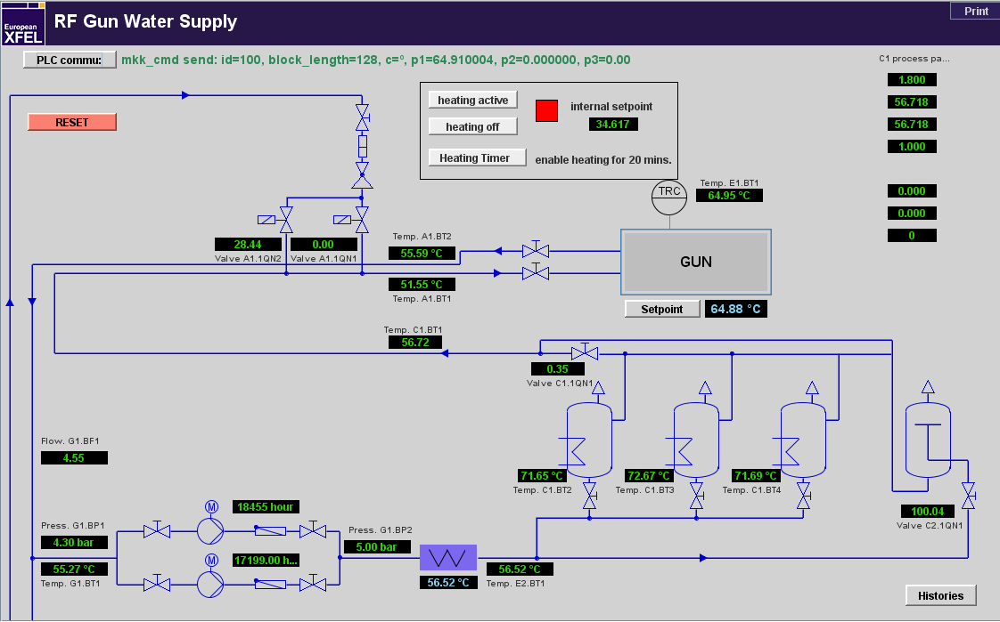 European
XFEL
RF Gun Water Supply
Print
PLC commu:
mkk_cmd send: id=100, block_length=128, c=°, p1=64.910004, p2=0.000000, p3=0.00
C1 process pa...
1.800
56.718
56.718
1.000
0.000
0.000
0
RESET
heating active
heating off
Heating Timer
internal setpoint
34.617
enable heating for 20 mins.
TRC
Temp. E1.BT1
64.95 °C
28.44
Valve A1.1QN2
0.00
Valve A1.1QN1
Temp. A1.BT2
55.59 °C
51.55 °C
Temp. A1.BT1
GUN
Setpoint
64.88 °C
Temp. C1.BT1
56.72
0.35
Valve C1.1QN1
Flow. G1.BF1
4.55
71.65 °C
Temp. C1.BT2
72.67 °C
Temp. C1.BT3
71.69 °C
Temp. C1.BT4
100.04
Valve C2.1QN1
M
18455 hour
Press. G1.BP1
4.30 bar
55.27 °C
Temp. G1.BT1
M
17199.00 h...
Press. G1.BP2
5.00 bar
56.52 °C
56.52 °C
Temp. E2.BT1
Histories